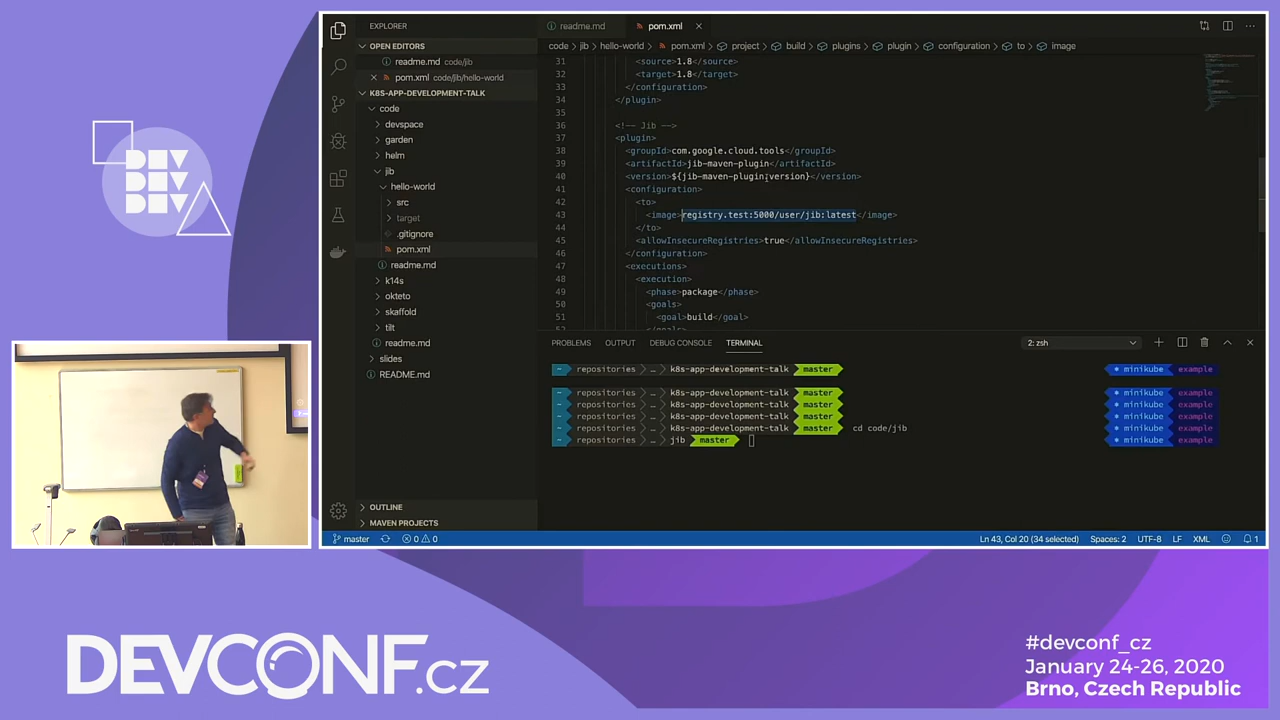 EXPLORER
OPEN EDITORS
readme.md code/jib
pom.xml code/jib/hello-world
K8S-APP-DEVELOPMENT-TALK
code
devspace
garden
helm
jib
hello-world
src
target
.gitignore
pom.xml
readme.md
k14s
okteto
skaffold
tilt
readme.md
slides
README.md
OUTLINE
MAVEN PROJECTS
readme.md
pom.xml
code > jib > hello-world > pom.xml > project > build > plugins > plugin > configuration > to > image
31 <source>1.8</source>
32 <target>1.8</target>
33 </configuration>
34 </plugin>
35
36 <!-- Jib -->
37 <plugin>
38 <groupId>com.google.cloud.tools</groupId>
39 <artifactId>jib-maven-plugin</artifactId>
40 <version>${jib-maven-plugin.version}</version>
41 <configuration>
42 <to>
43 <image>registry.test:5000/user/jib:latest</image>
44 </to>
45 <allowInsecureRegistries>true</allowInsecureRegistries>
46 </configuration>
47 <executions>
48 <execution>
49 <phase>package</phase>
50 <goals>
51 <goal>build</goal>
PROBLEMS OUTPUT DEBUG CONSOLE TERMINAL 2: zsh
~ repositories > … > k8s-app-development-talk master * minikube example
~ repositories > … > k8s-app-development-talk master * minikube example
~ repositories > … > k8s-app-development-talk master * minikube example
~ repositories > … > k8s-app-development-talk master * minikube example
~ repositories > … > k8s-app-development-talk master cd code/jib * minikube example
~ repositories > … > jib master * minikube example
master 0 0 Ln 43, Col 20 (34 selected) Spaces: 2 UTF-8 LF XML 1
DEV
DEV
DEV
DEVCONF.cz
#devconf_cz
January 24-26, 2020
Brno, Czech Republic